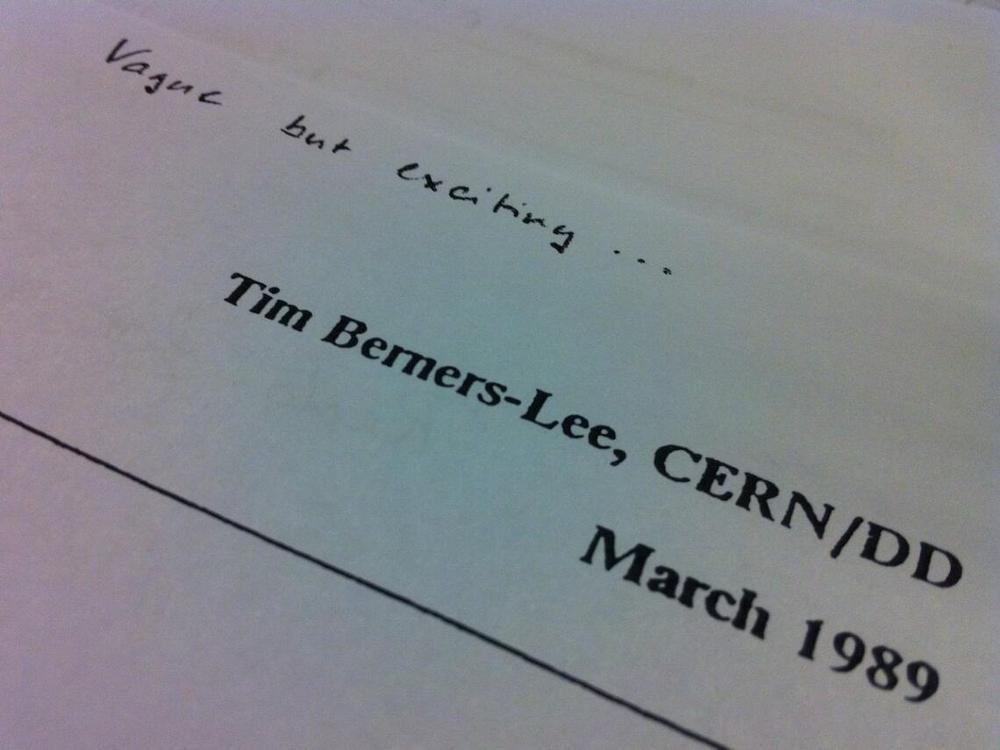 Vague but exciting ...
Tim Berners-Lee, CERN/DD
March 1989